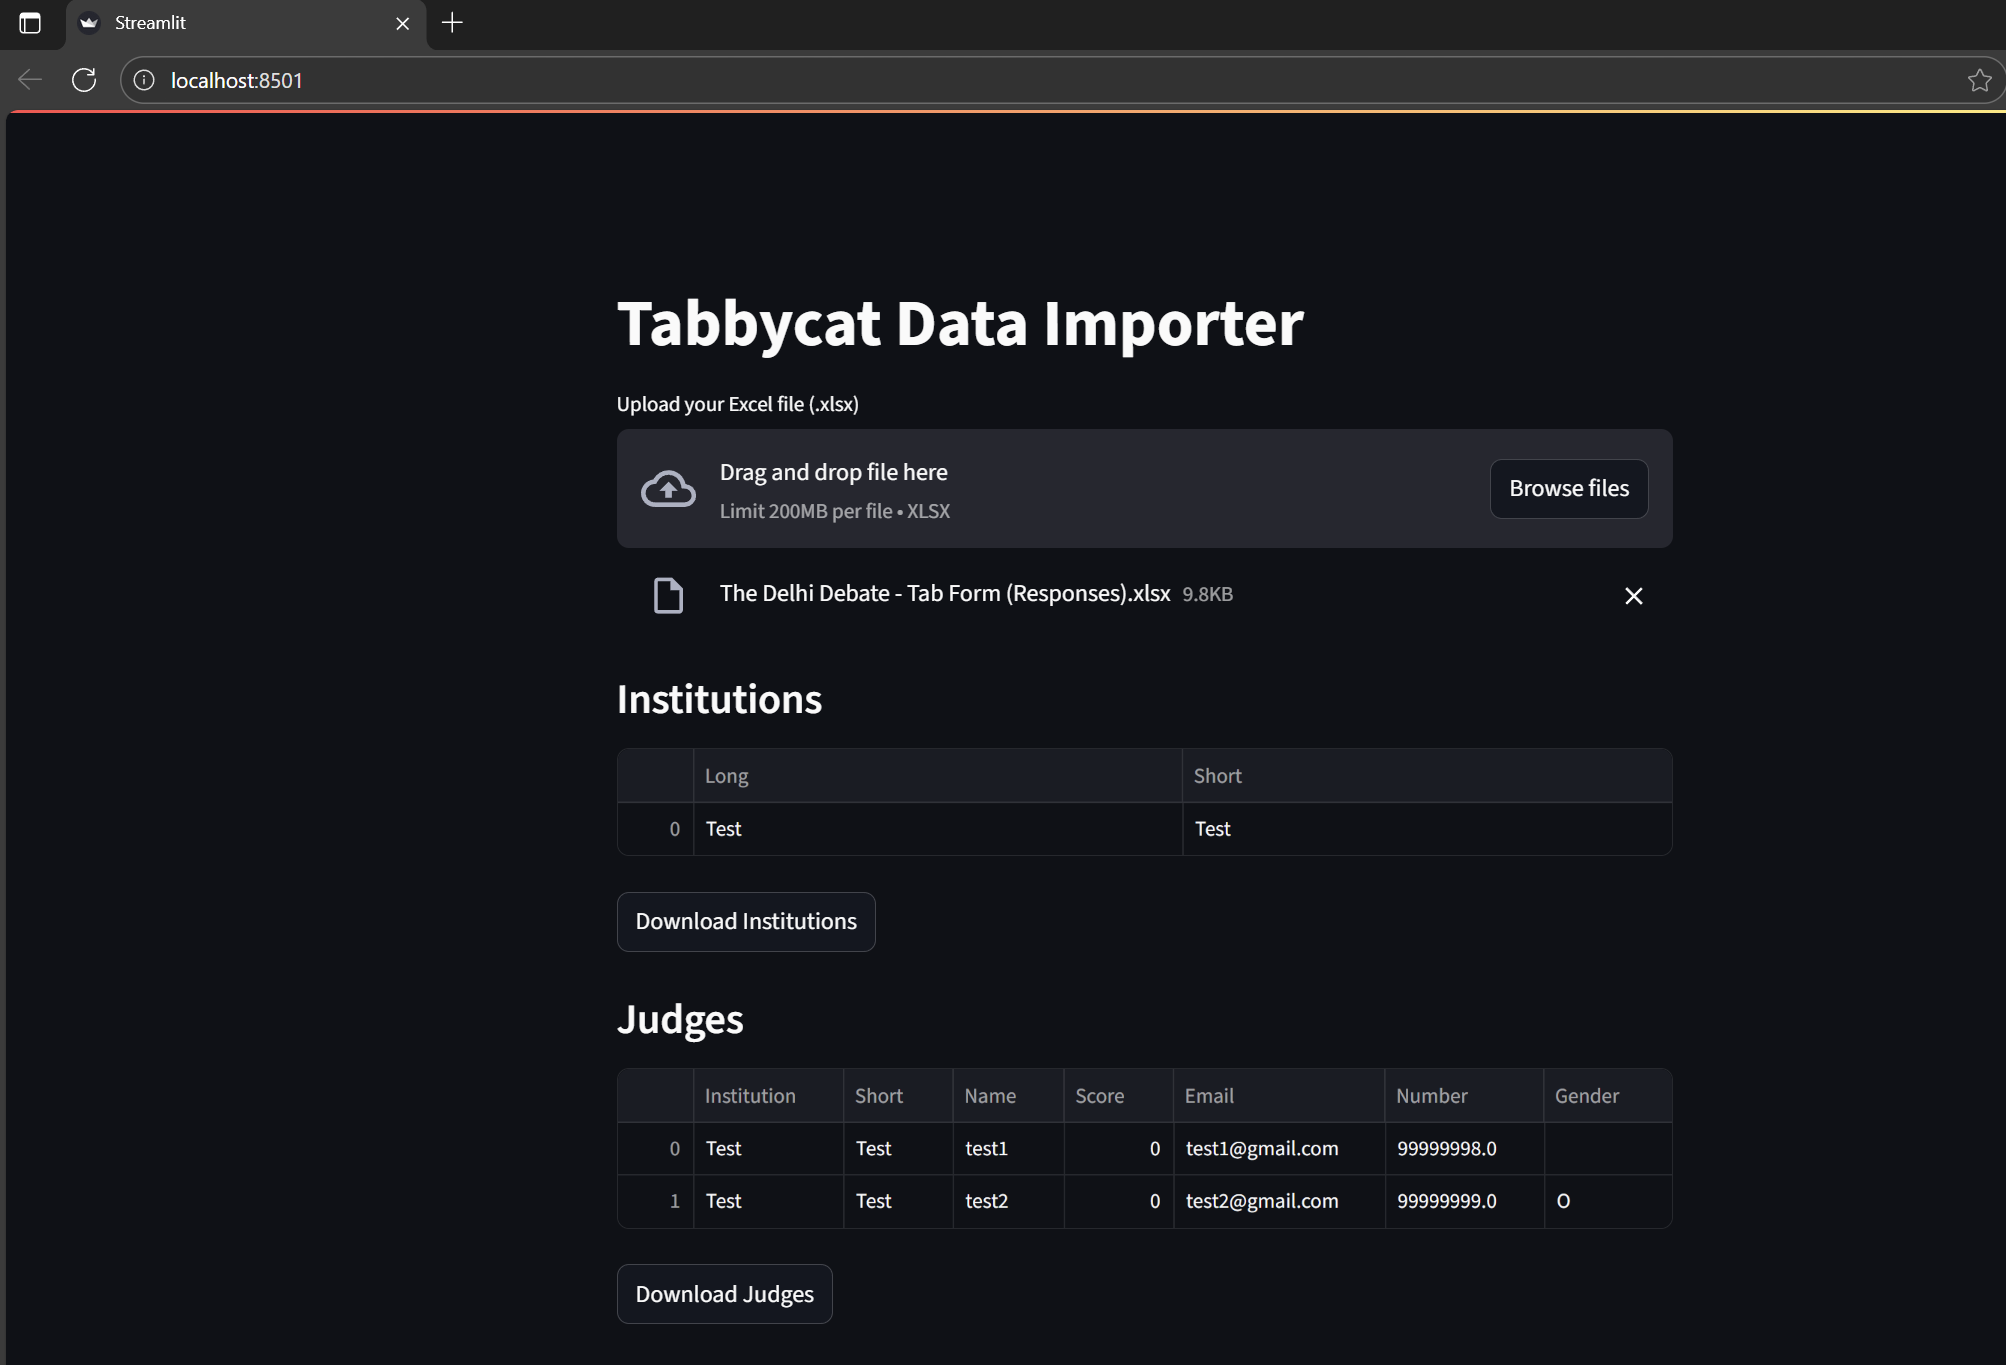 Streamlit
localhost:8501
Tabbycat Data Importer
Upload your Excel file (.xlsx)
Drag and drop file here
Limit 200MB per file • XLSX
Browse files
The Delhi Debate - Tab Form (Responses).xlsx 9.8KB
Institutions
Long Short
0 Test Test
Download Institutions
Judges
Institution Short Name Score Email Number Gender
0 Test Test test1 0 test1@gmail.com 99999998.0
1 Test Test test2 0 test2@gmail.com 99999999.0 O
Download Judges